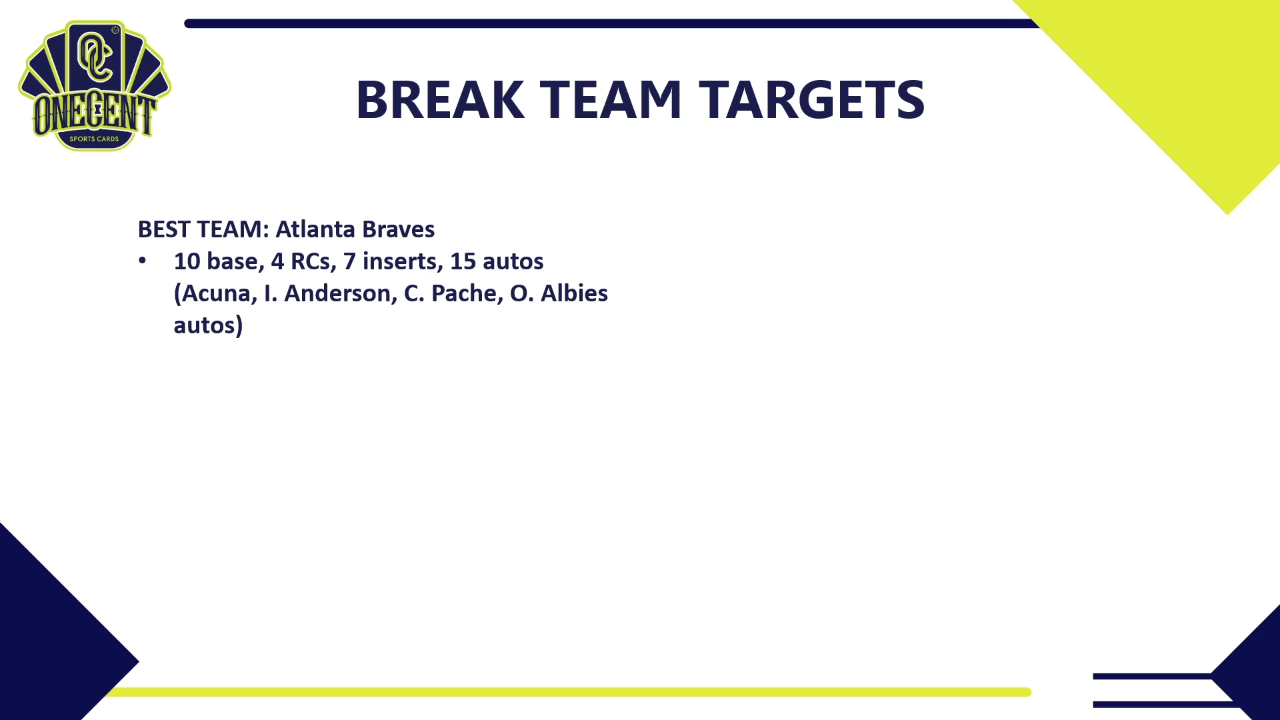 OC
ONECENT
SPORTS CARDS
BREAK TEAM TARGETS
BEST TEAM: Atlanta Braves
• 10 base, 4 RCs, 7 inserts, 15 autos
(Acuna, I. Anderson, C. Pache, O. Albies
autos)